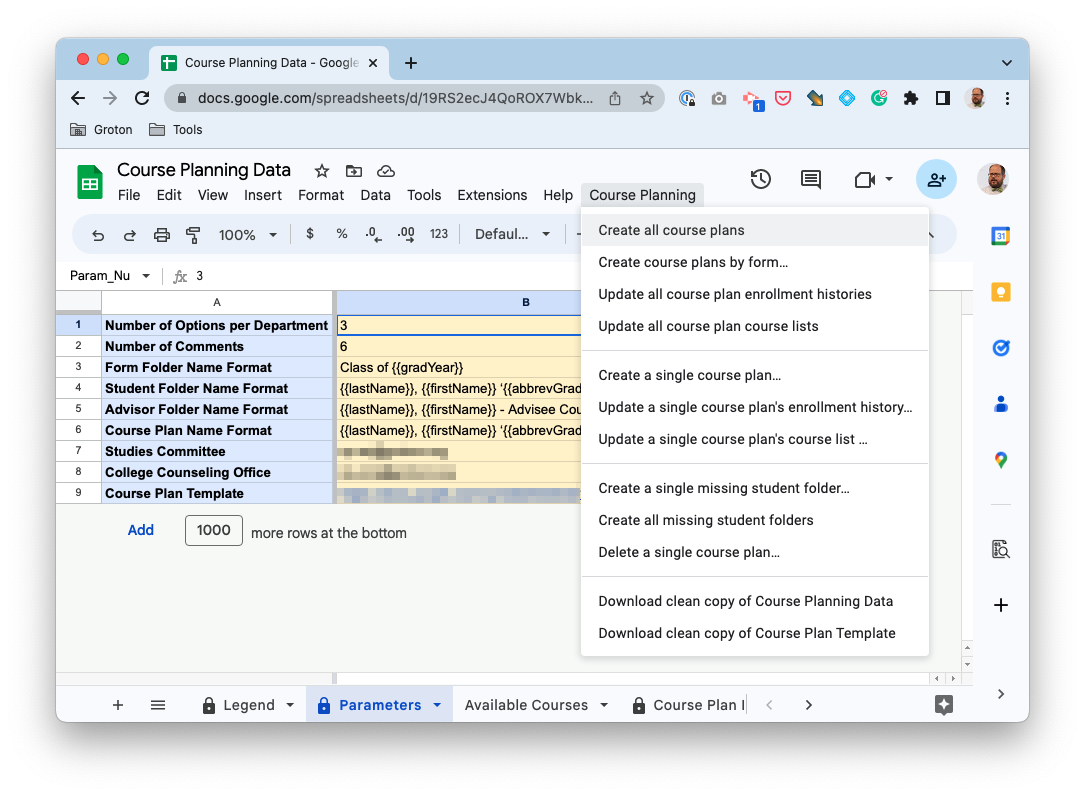 Course Planning Data - Google
docs.google.com/spreadsheets/d/19RS2ecJ4QoROX7Wbk...
1
Groton Tools
Course Planning Data
File Edit View Insert Format Data Tools Extensions Help Course Planning
100% $ % .0 .00 123 Defaul...
Param_Nu fx 3
A B
1 Number of Options per Department 3
2 Number of Comments 6
3 Form Folder Name Format Class of {{gradYear}}
4 Student Folder Name Format {{lastName}}, {{firstName}} ‘{{abbrevGrad
5 Advisor Folder Name Format {{lastName}}, {{firstName}} - Advisee Cou
6 Course Plan Name Format {{lastName}}, {{firstName}} ‘{{abbrevGrad
7 Studies Committee
8 College Counseling Office
9 Course Plan Template
Add 1000 more rows at the bottom
Create all course plans
Create course plans by form…
Update all course plan enrollment histories
Update all course plan course lists
Create a single course plan…
Update a single course plan's enrollment history…
Update a single course plan's course list …
Create a single missing student folder…
Create all missing student folders
Delete a single course plan…
Download clean copy of Course Planning Data
Download clean copy of Course Plan Template
31
Legend Parameters Available Courses Course Plan I